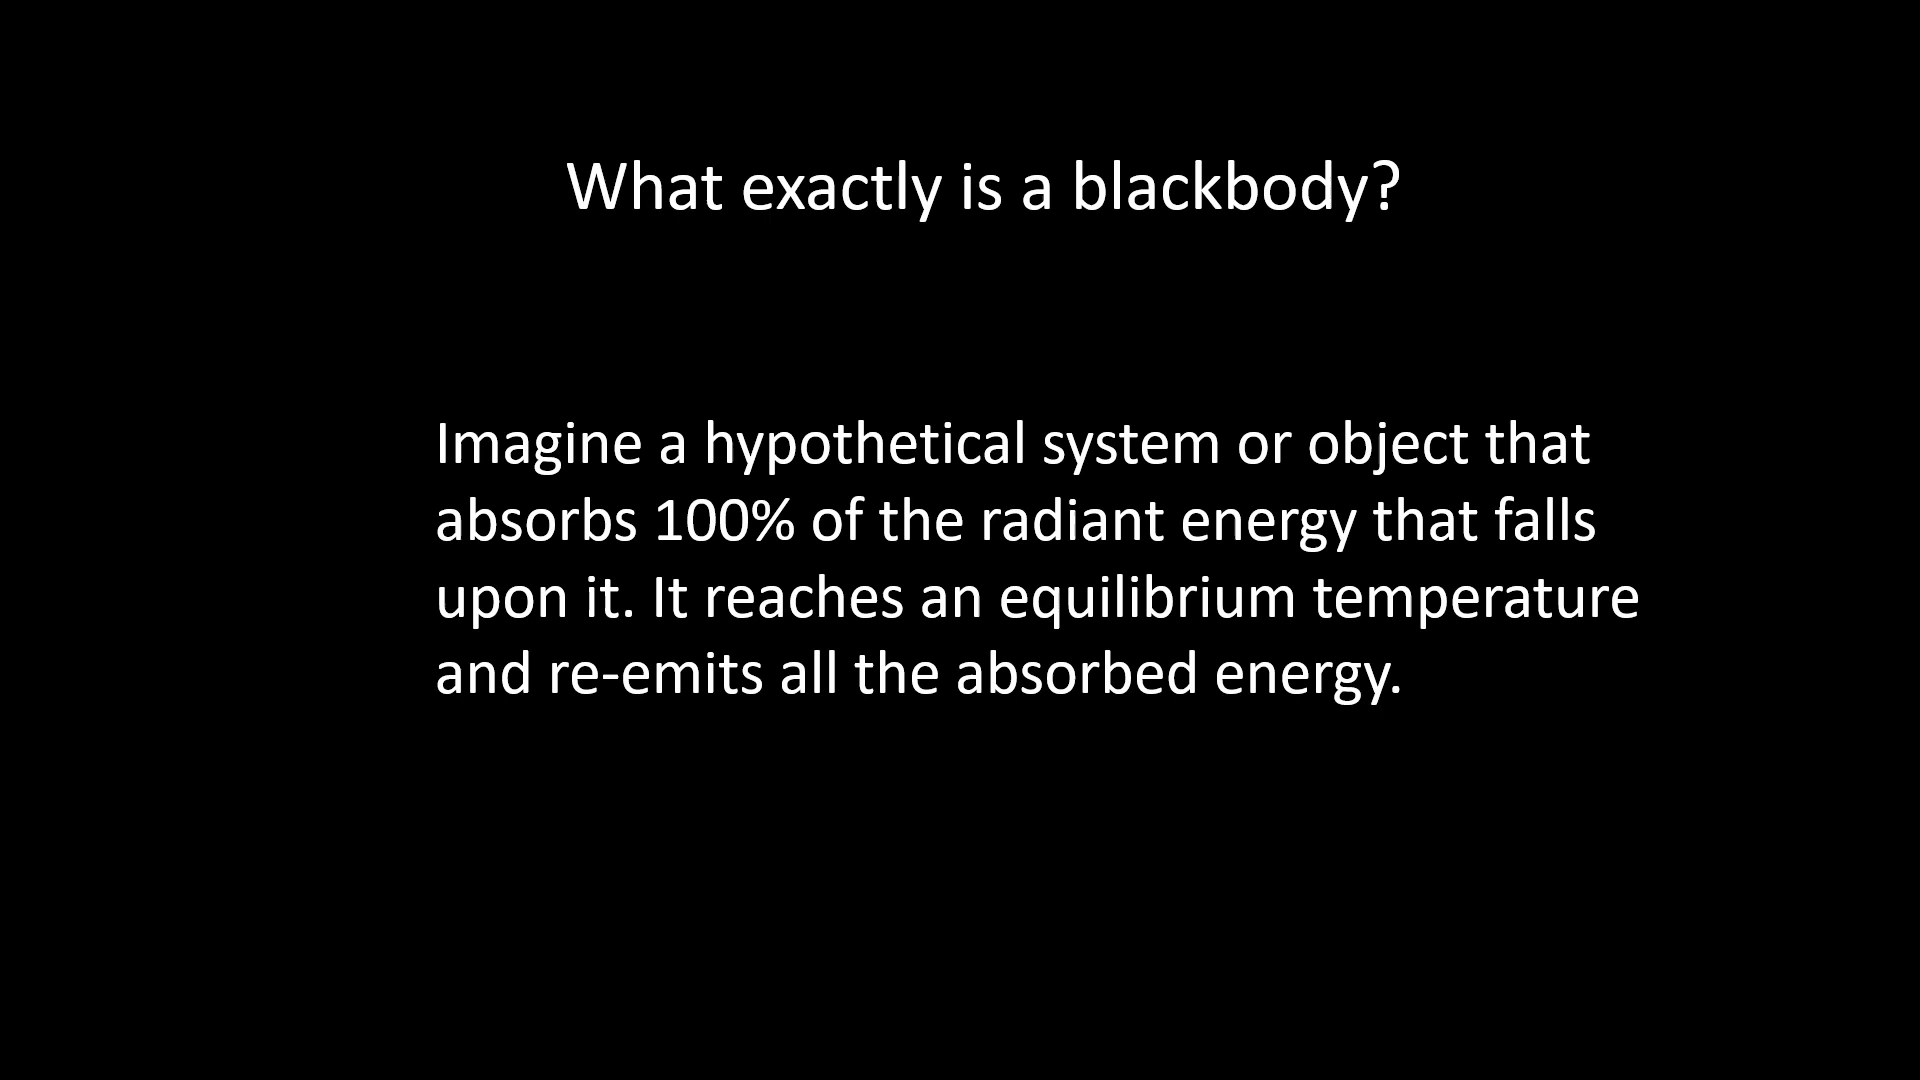 What exactly is a blackbody?
Imagine a hypothetical system or object that
absorbs 100% of the radiant energy that falls
upon it. It reaches an equilibrium temperature
and re-emits all the absorbed energy.